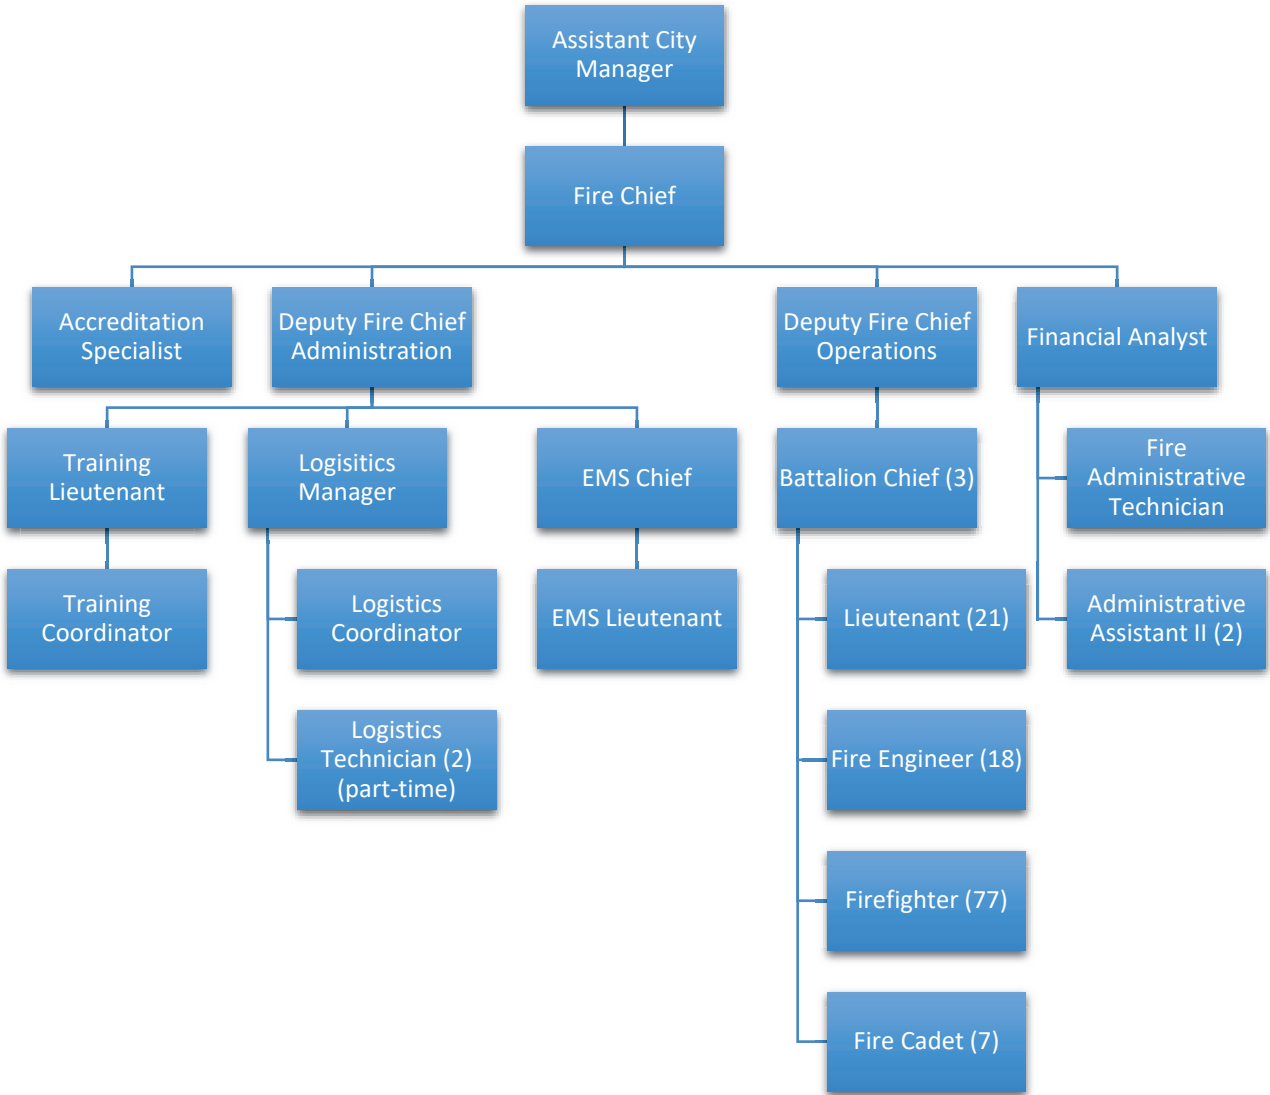 Assistant City
Manager
Fire Chief
Accreditation
Specialist
Deputy Fire Chief
Administration
Deputy Fire Chief
Operations
Financial Analyst
Training
Lieutenant
Logisitics
Manager
EMS Chief
Battalion Chief (3)
Fire
Administrative
Technician
Training
Coordinator
Logistics
Coordinator
EMS Lieutenant
Lieutenant (21)
Administrative
Assistant II (2)
Logistics
Technician (2)
(part-time)
Fire Engineer (18)
Firefighter (77)
Fire Cadet (7)